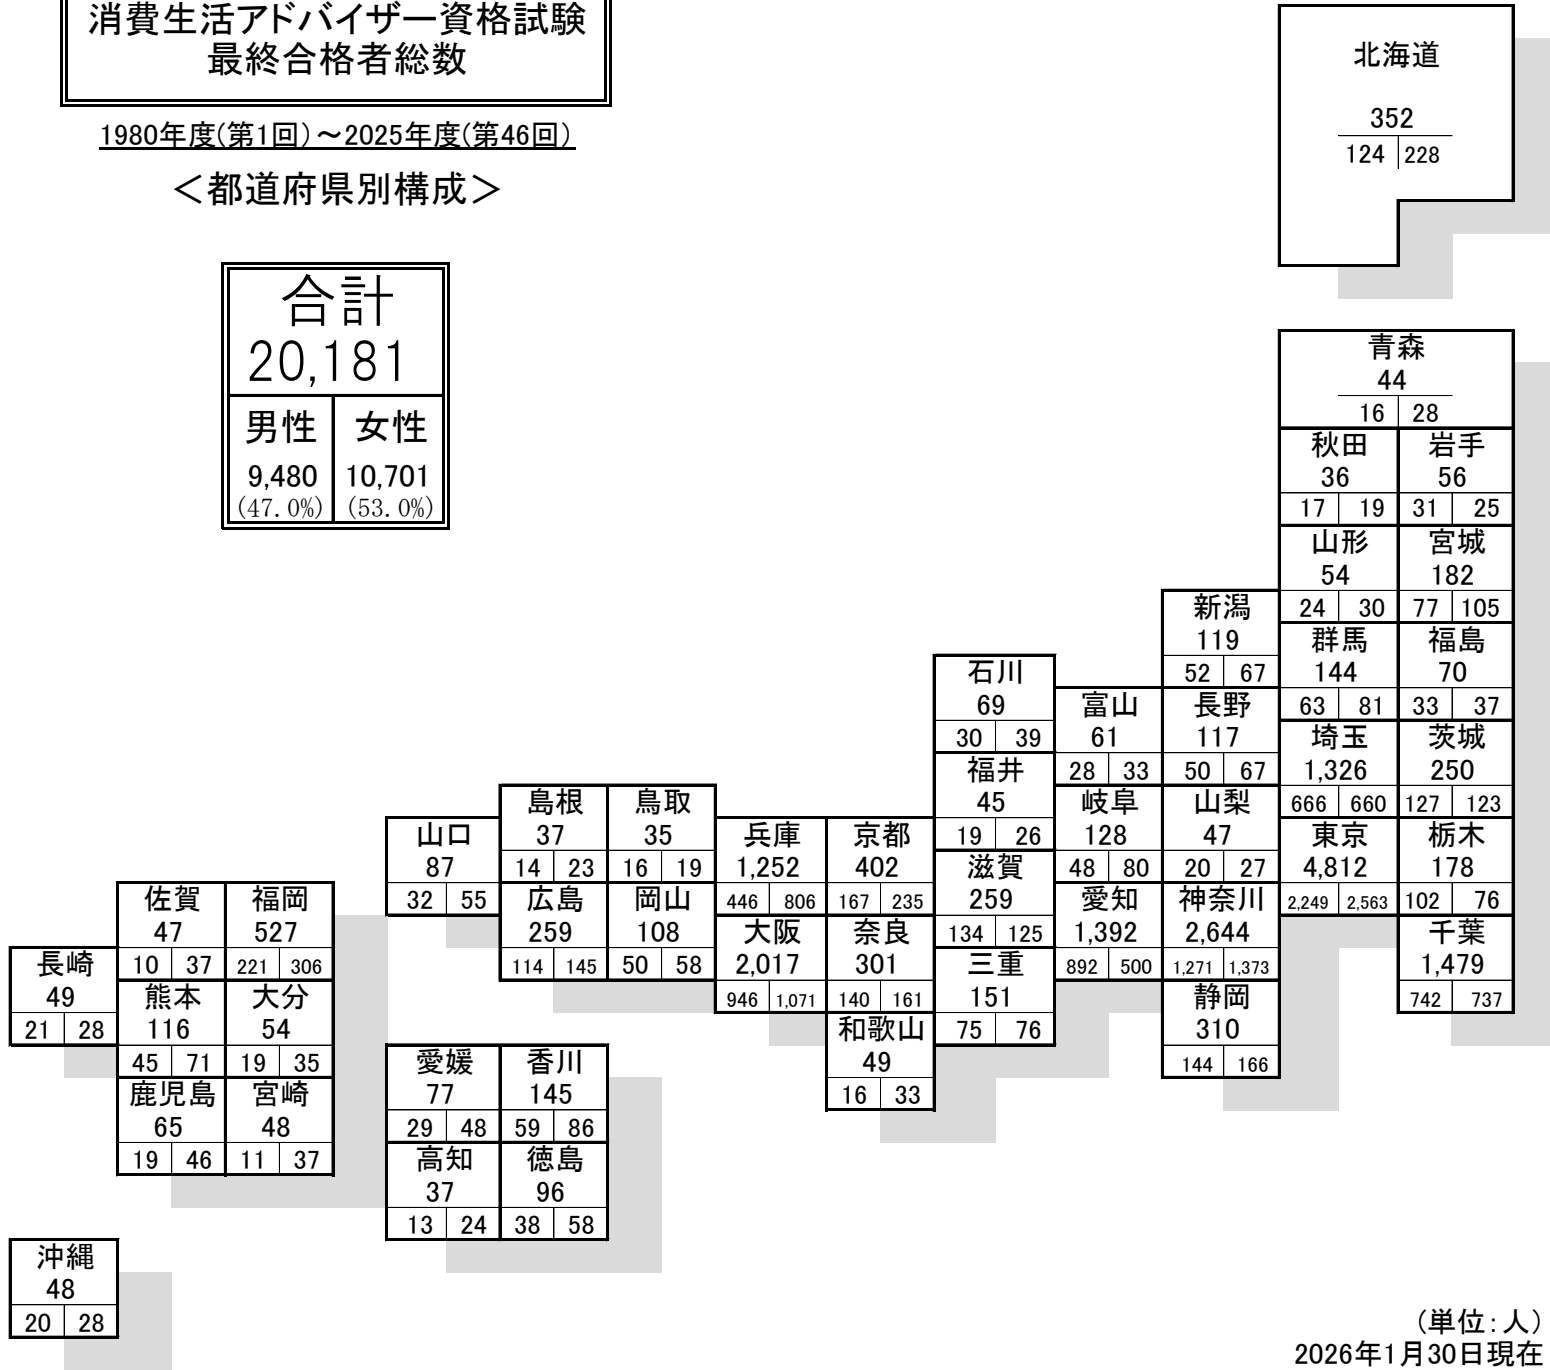 消費生活アドバイザー資格試験
最終合格者総数
1980年度(第1回)～2025年度(第46回)
＜都道府県別構成＞
合計
20,181
男性 女性
9,480 10,701
(47.0%) (53.0%)
北海道
352
124 228
青森
44
16 28
秋田
36
17 19
岩手
56
31 25
山形
54
24 30
宮城
182
77 105
新潟
119
52 67
群馬
144
63 81
福島
70
33 37
石川
69
30 39
富山
61
28 33
長野
117
50 67
埼玉
1,326
666 660
茨城
250
127 123
福井
45
19 26
岐阜
128
48 80
山梨
47
20 27
東京
4,812
2,249 2,563
栃木
178
102 76
島根
37
14 23
鳥取
35
16 19
山口
87
32 55
兵庫
1,252
446 806
京都
402
167 235
滋賀
259
134 125
愛知
1,392
892 500
神奈川
2,644
1,271 1,373
千葉
1,479
742 737
佐賀
47
10 37
福岡
527
221 306
広島
259
114 145
岡山
108
50 58
大阪
2,017
946 1,071
奈良
301
140 161
三重
151
75 76
静岡
310
144 166
長崎
49
21 28
熊本
116
45 71
大分
54
19 35
和歌山
49
16 33
愛媛
77
29 48
香川
145
59 86
鹿児島
65
19 46
宮崎
48
11 37
高知
37
13 24
徳島
96
38 58
沖縄
48
20 28
（単位：人）
2026年1月30日現在